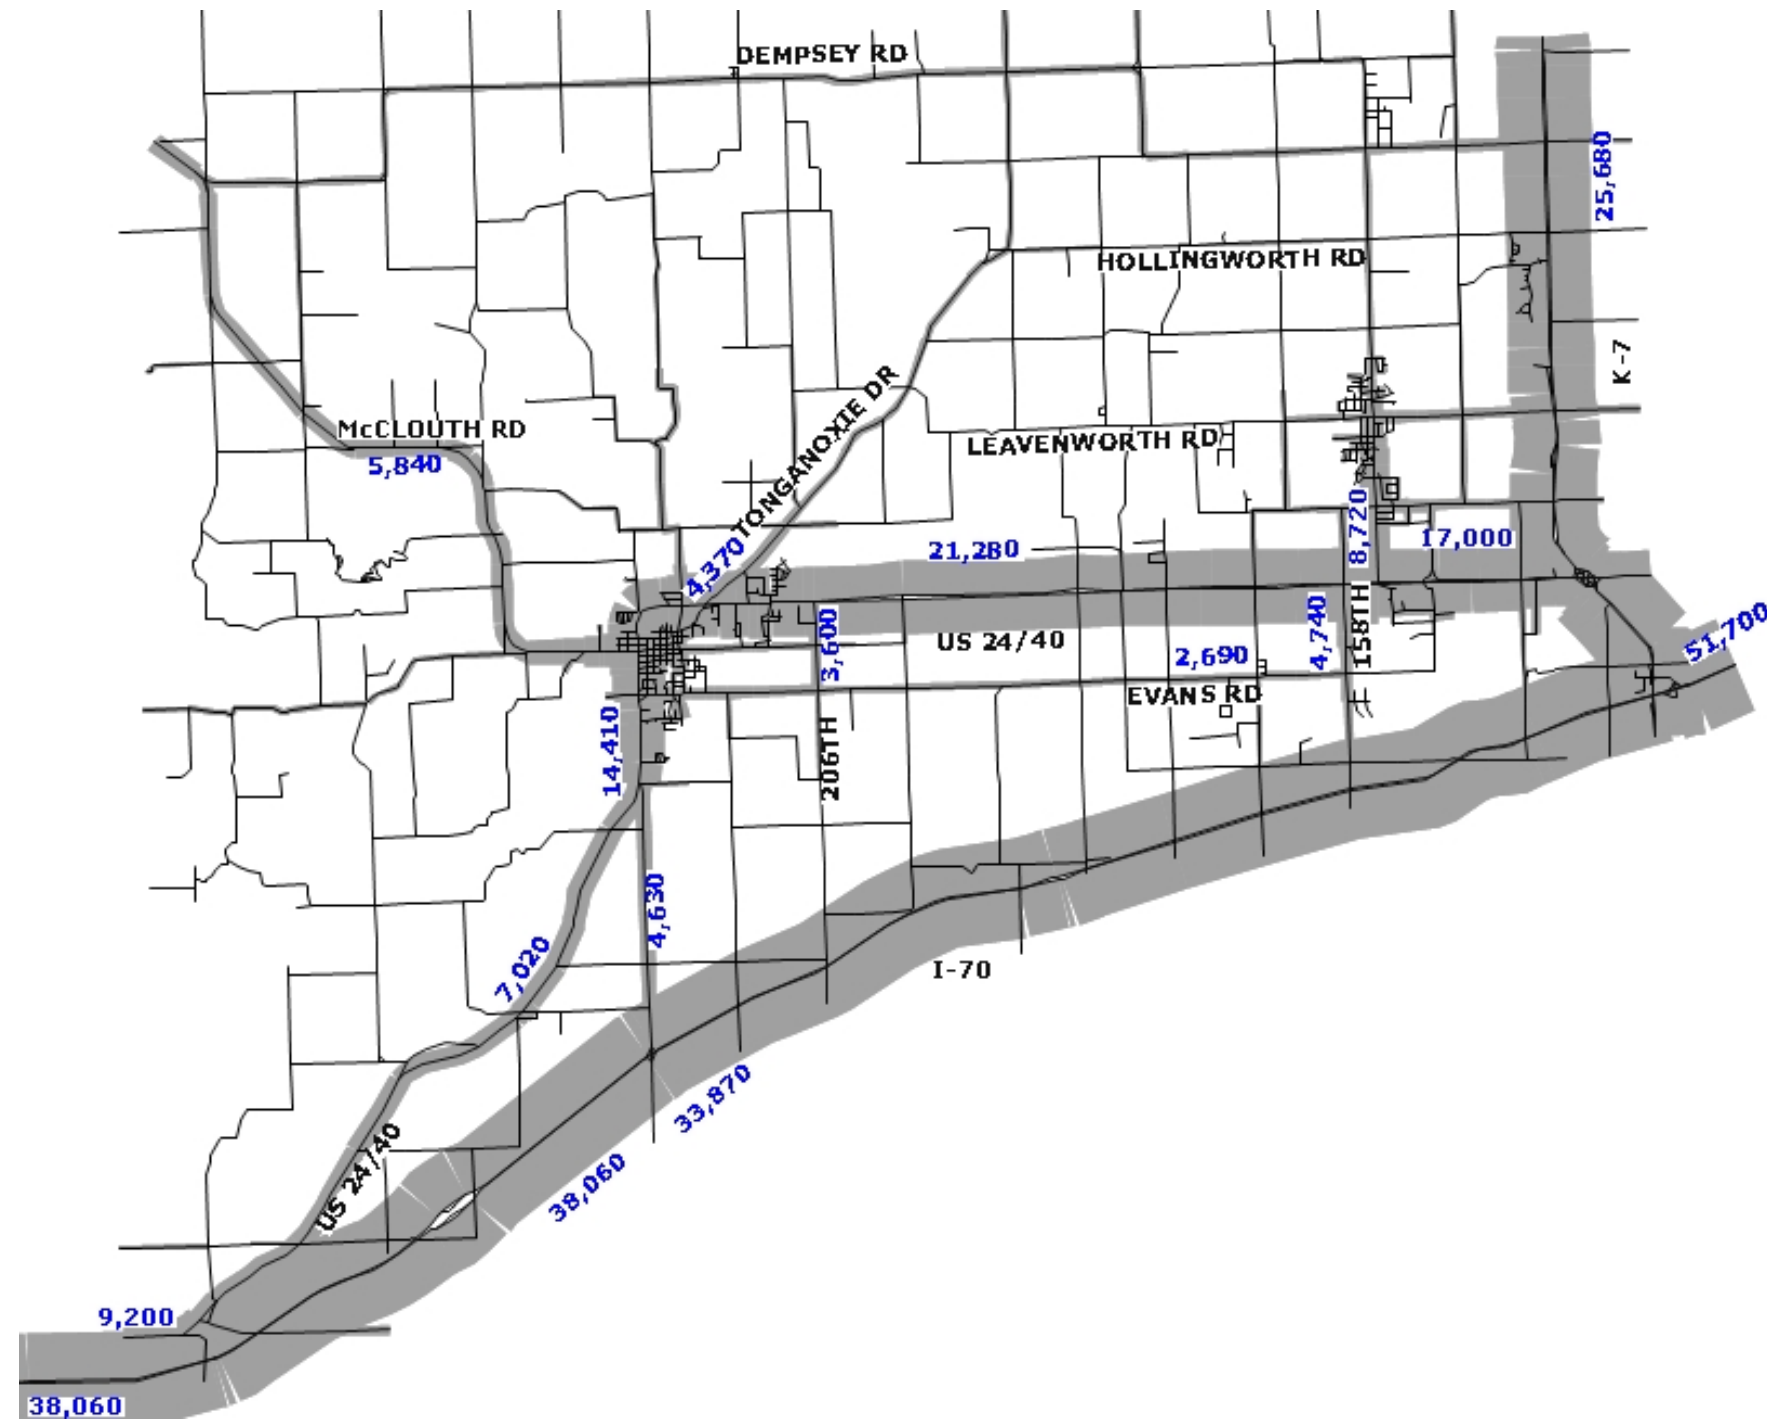 DEMPSEY RD
25,680
HOLLINGWORTH RD
K-7
TONGANOXIE DR
McCLOUTH RD
LEAVENWORTH RD
5,840
8,720
17,000
21,280
4,370
US 24/40
3,600
4,740
158TH
51,700
2,690
EVANS RD
14,410
206TH
4,630
7,020
I-70
33,870
US 24/40
38,060
9,200
38,060